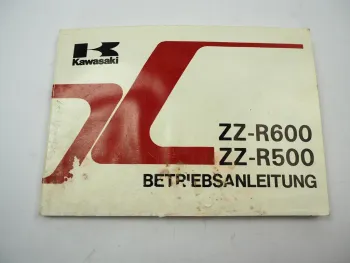 Kawasaki
ZZ-R600
ZZ-R500
BETRIEBSANLEITUNG